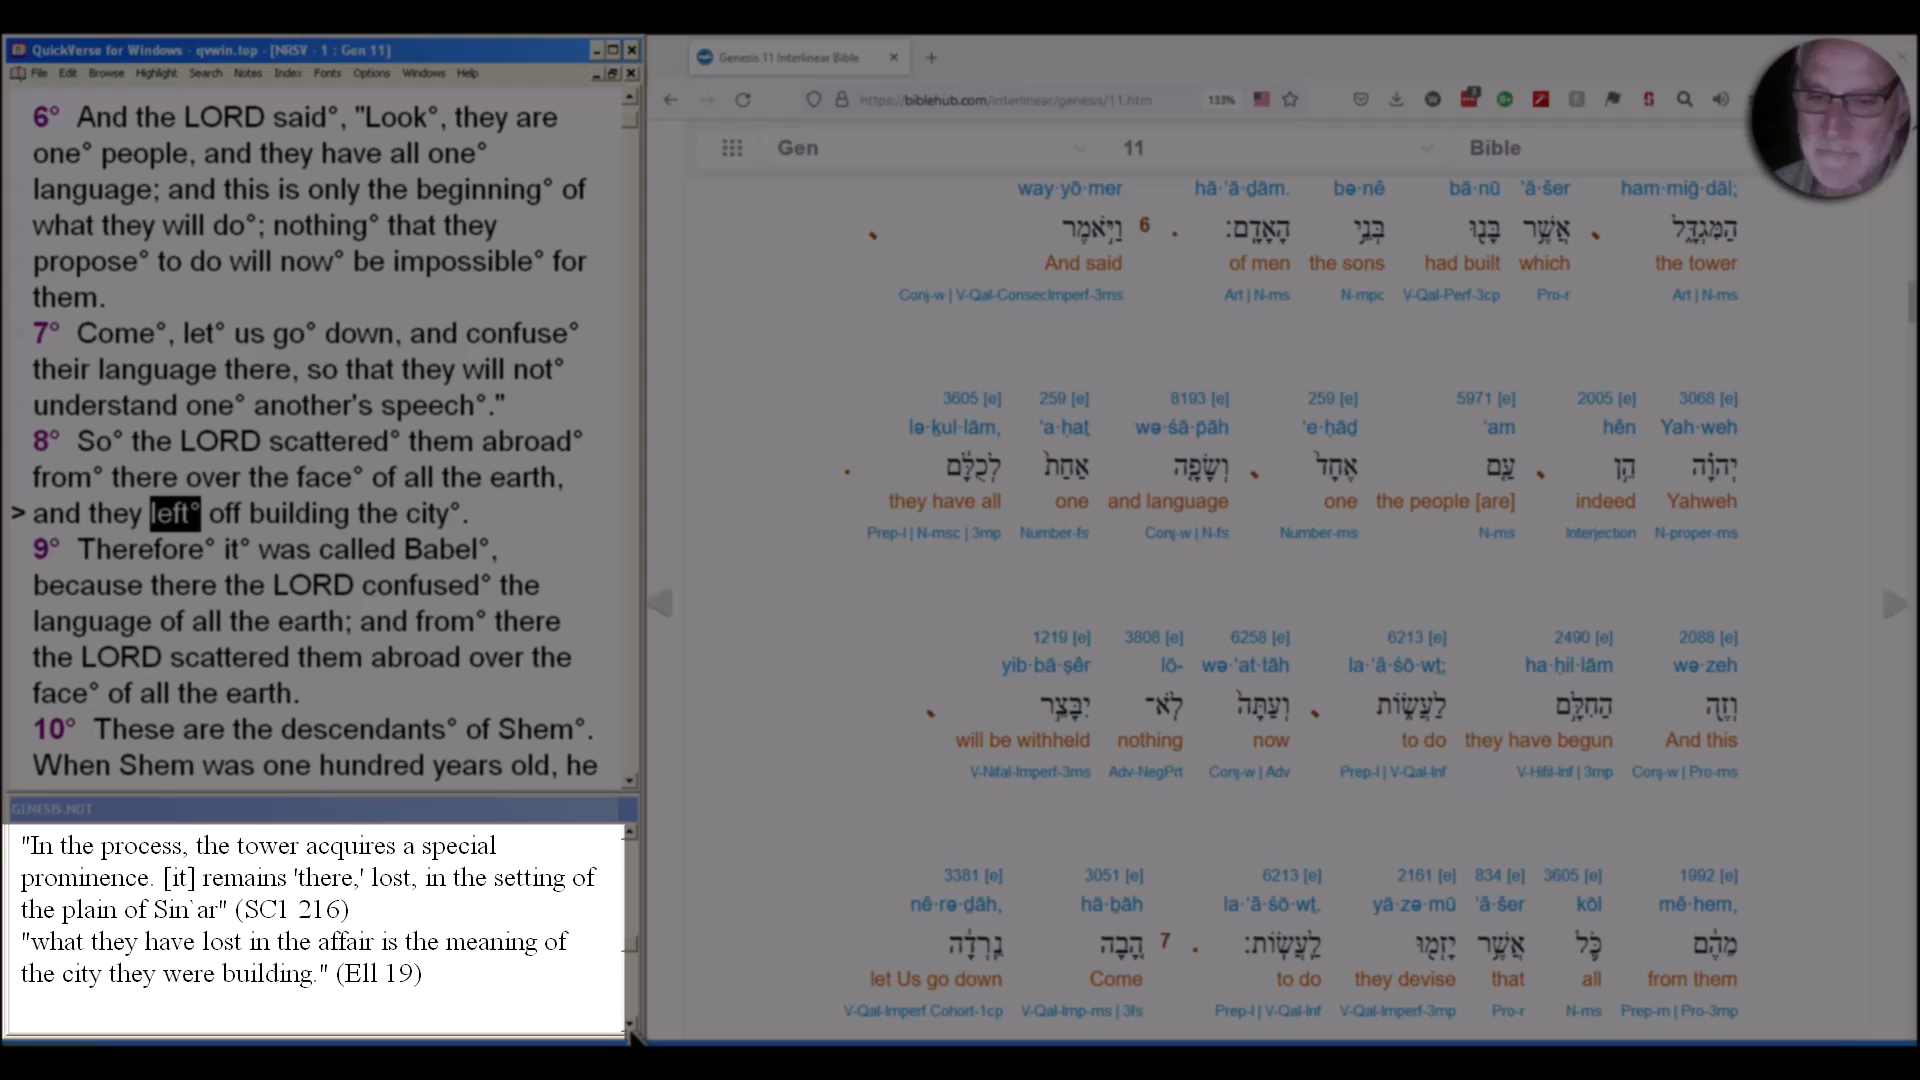 QuickVerse for Windows - qvwin.top - [NRSV - 1 : Gen 11]
File Edit Browse Highlight Search Notes Index Fonts Options Windows Help
6° And the LORD said°, "Look°, they are
one° people, and they have all one°
language; and this is only the beginning° of
what they will do°; nothing° that they
propose° to do will now° be impossible° for
them.
7° Come°, let° us go° down, and confuse°
their language there, so that they will not°
understand one° another's speech°."
8° So° the LORD scattered° them abroad°
from° there over the face° of all the earth,
> and they left° off building the city°.
9° Therefore° it° was called Babel°,
because there the LORD confused° the
language of all the earth; and from° there
the LORD scattered them abroad over the
face° of all the earth.
10° These are the descendants° of Shem°.
When Shem was one hundred years old, he
GENESIS.NOT
"In the process, the tower acquires a special
prominence. [it] remains 'there,' lost, in the setting of
the plain of Sin`ar" (SC1 216)
"what they have lost in the affair is the meaning of
the city they were building." (Ell 19)
Genesis 11 Interlinear Bible
https://biblehub.com/interlinear/genesis/11.htm 133%
Gen 11 Bible
way·yō·mer hā·'ā·ḏām. bə·nê bā·nū 'ă·šer ham·miḡ·dāl;
וַיֹּ֣אמֶר 6 . הָאָדָֽם׃ בְּנֵ֥י בָּנ֖וּ אֲשֶׁ֥ר הַמִּגְדָּ֑ל
And said of men the sons had built which the tower
Conj-w | V-Qal-ConsecImperf-3ms Art | N-ms N-mpc V-Qal-Perf-3cp Pro-r Art | N-ms
3605 [e] 259 [e] 8193 [e] 259 [e] 5971 [e] 2005 [e] 3068 [e]
lə·ḵul·lām, 'a·ḥaṯ wə·śā·p̄āh 'e·ḥāḏ 'am hên Yah·weh
לְכֻלָּ֔ם אַחַת֙ וְשָׂפָ֤ה אֶחָד֙ עַ֤ם הֵ֣ן יְהוָ֗ה
they have all one and language one the people [are] indeed Yahweh
Prep-l | N-msc | 3mp Number-fs Conj-w | N-fs Number-ms N-ms Interjection N-proper-ms
1219 [e] 3808 [e] 6258 [e] 6213 [e] 2490 [e] 2088 [e]
yib·bā·ṣêr lō- wə·'at·tāh la·'ă·śō·wṯ; ha·ḥil·lām wə·zeh
יִבָּצֵ֣ר לֹֽא־ וְעַתָּה֙ לַעֲשׂ֑וֹת הַחִלָּ֣ם וְזֶ֖ה
will be withheld nothing now to do they have begun And this
V-Nifal-Imperf-3ms Adv-NegPrt Conj-w | Adv Prep-l | V-Qal-Inf V-Hifil-Inf | 3mp Conj-w | Pro-ms
3381 [e] 3051 [e] 6213 [e] 2161 [e] 834 [e] 3605 [e] 1992 [e]
nê·rə·ḏāh, hā·ḇāh la·'ă·śō·wṯ. yā·zə·mū 'ă·šer kōl mê·hem,
נֵֽרְדָ֔ה הָ֚בָה 7 . לַֽעֲשֽׂוֹת׃ יָזְמ֖וּ אֲשֶׁ֥ר כֹּ֛ל מֵהֶ֔ם
let Us go down Come to do they devise that all from them
V-Qal-Imperf Cohort-1cp V-Qal-Imp-ms | 3fs Prep-l | V-Qal-Inf V-Qal-Imperf-3mp Pro-r N-ms Prep-m | Pro-3mp